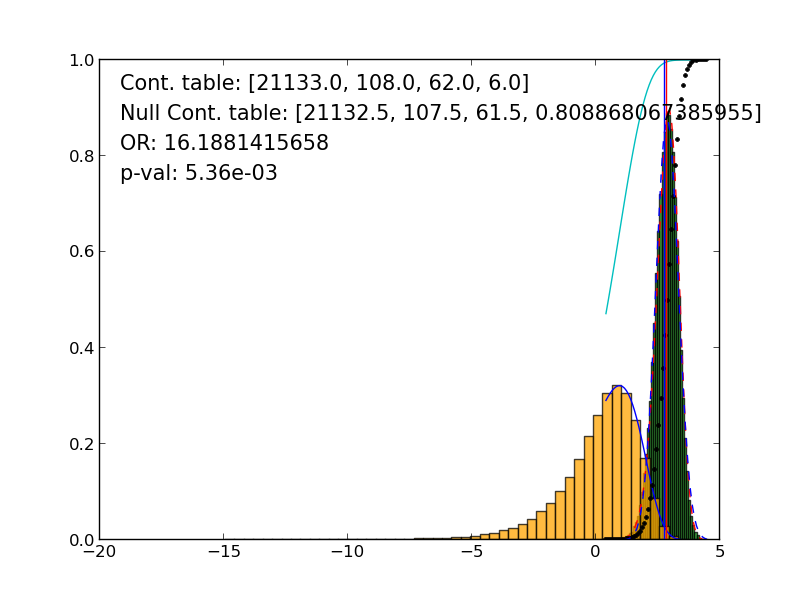 1.0
Cont. table: [21133.0, 108.0, 62.0, 6.0]
Null Cont. table: [21132.5, 107.5, 61.5, 0.808868067385955]
OR: 16.1881415658
0.8
p-val: 5.36e-03
0.6
0.4
0.2
0.0
−20 −15 −10 −5 0 5